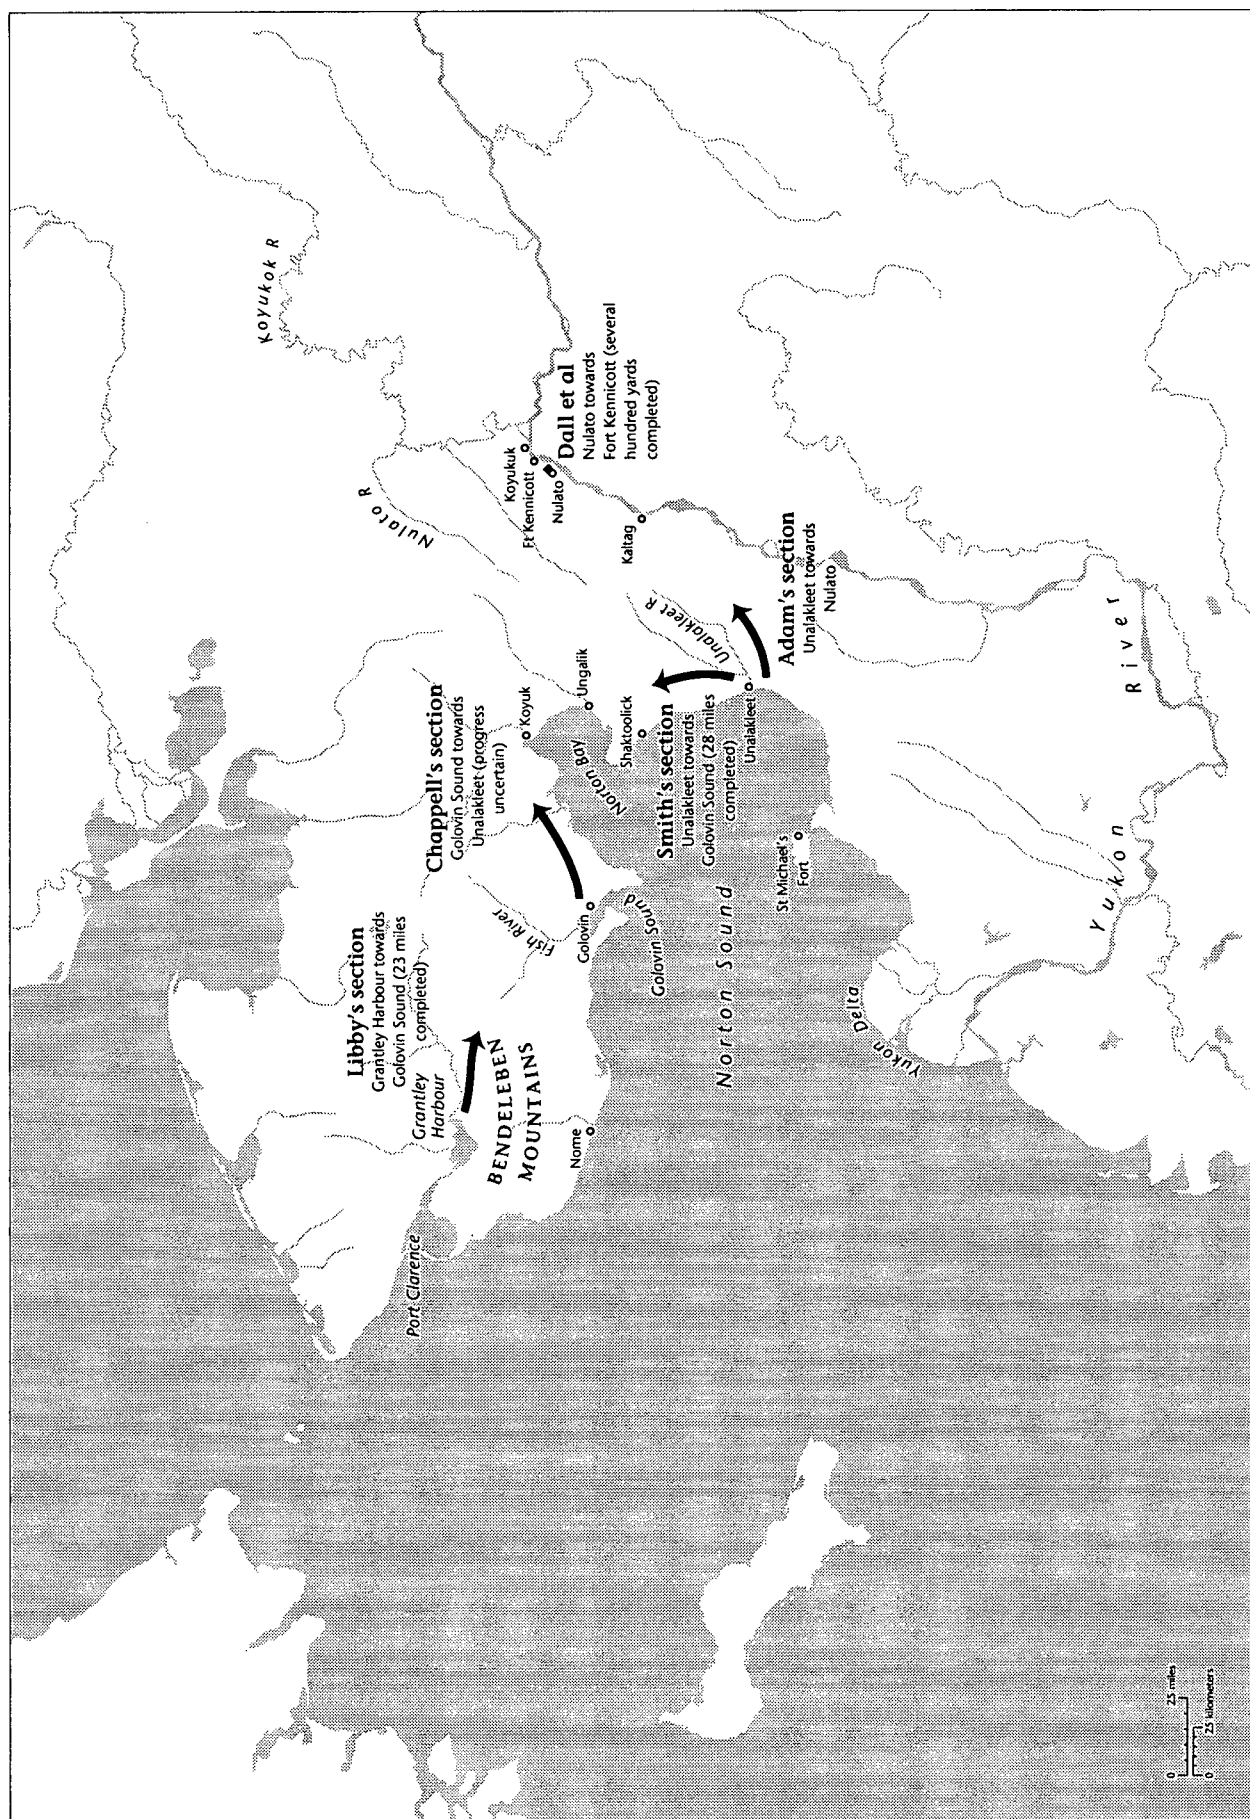 Koyukok R
Nulato R
Koyukuk
Ft Kennicott
Nulato
Dall et al
Nulato towards
Fort Kennicott (several
hundred yards
completed)
Kaltag
Unalakleet R
Adam's section
Unalakleet towards
Nulato
Chappell's section
Golovin Sound towards
Unalakleet (progress
uncertain)
Koyuk
Ungalik
Norton Bay
Shaktoolick
Smith's section
Unalakleet towards
Golovin Sound (28 miles
completed)
Unalakleet
Libby's section
Grantley Harbour towards
Golovin Sound (23 miles
completed)
Grantley
Harbour
BENDELEBEN
MOUNTAINS
Fish River
Golovin
Golovin Sound
Nome
Port Clarence
Norton Sound
St Michael's
Fort
Yukon Delta
Yukon River
0 25 miles
0 25 kilometers